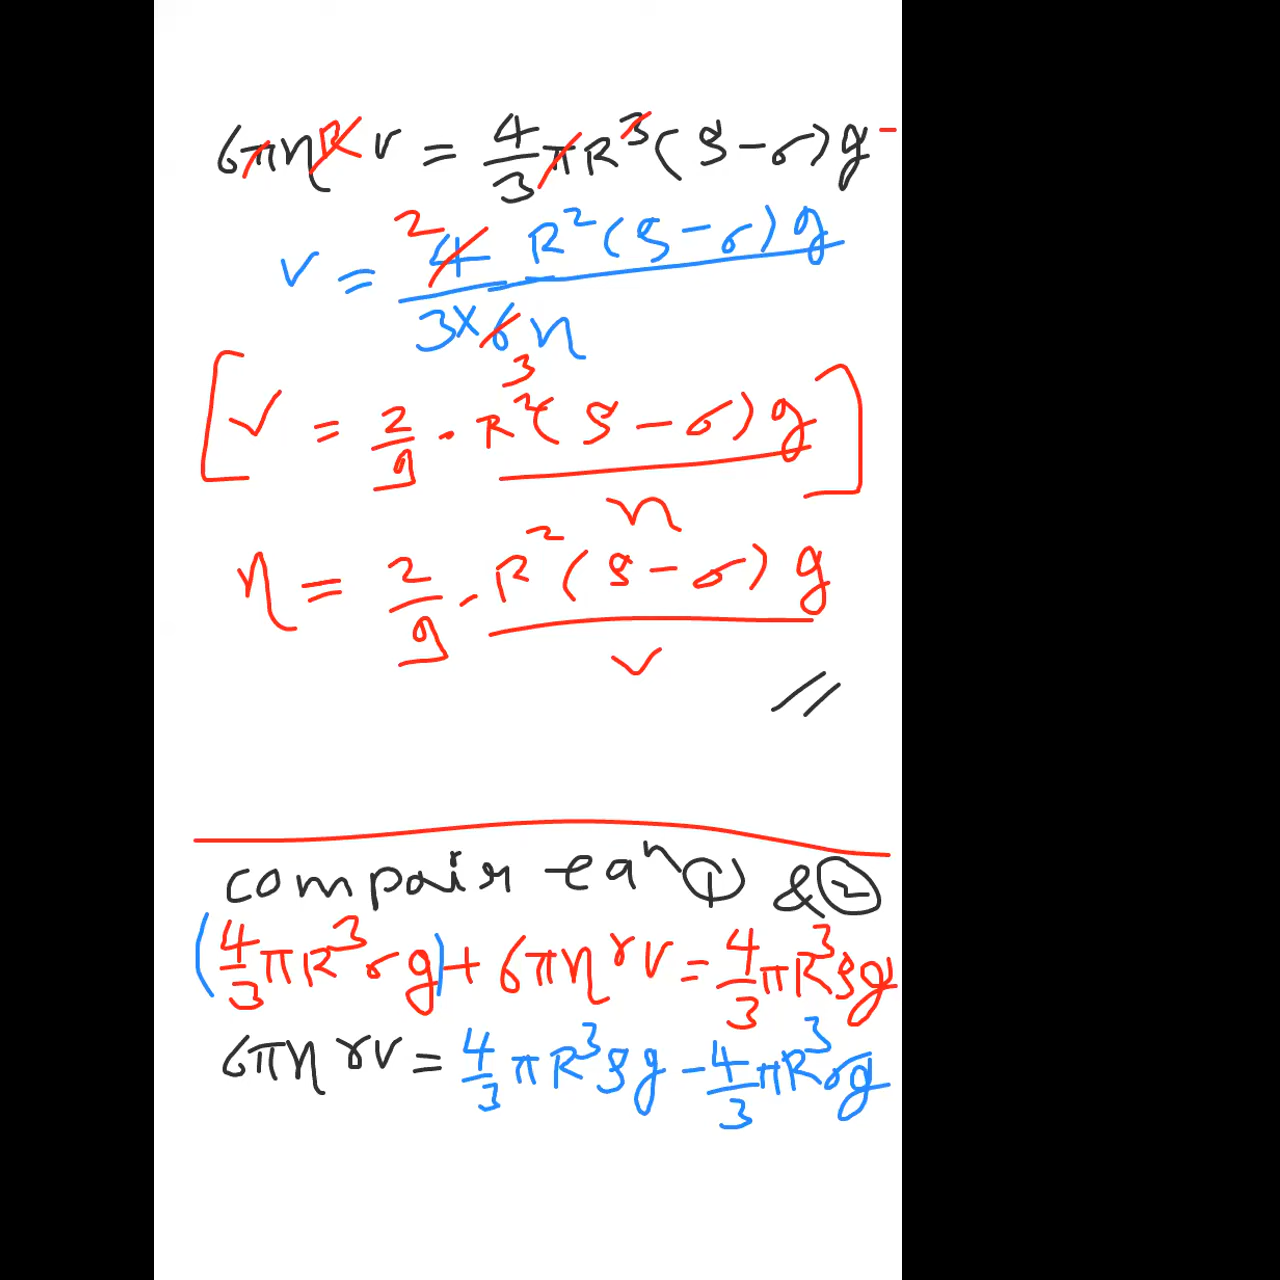 6πηR v = 4/3 πR³(ρ-σ)g -
v = 2 4 R²(ρ-σ)g / 3×6 3 η
[v = 2/9 · R²(ρ-σ)g / η]
η = 2/9 · R²(ρ-σ)g / v //
compair eqⁿ ① & ②
(4/3 πR³σg) + 6πηrv = 4/3 πR³ρg
6πηrv = 4/3 πR³ρg - 4/3 πR³σg